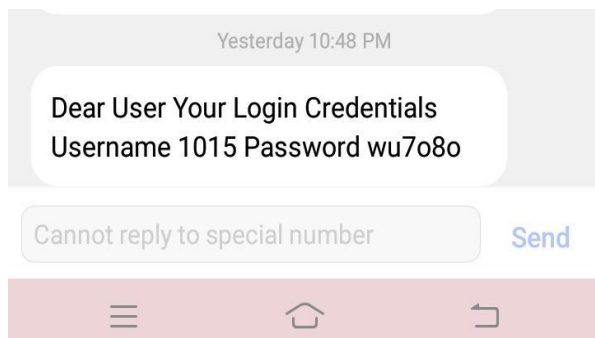 Yesterday 10:48 PM
Dear User Your Login Credentials
Username 1015 Password wu7o8o
Cannot reply to special number
Send